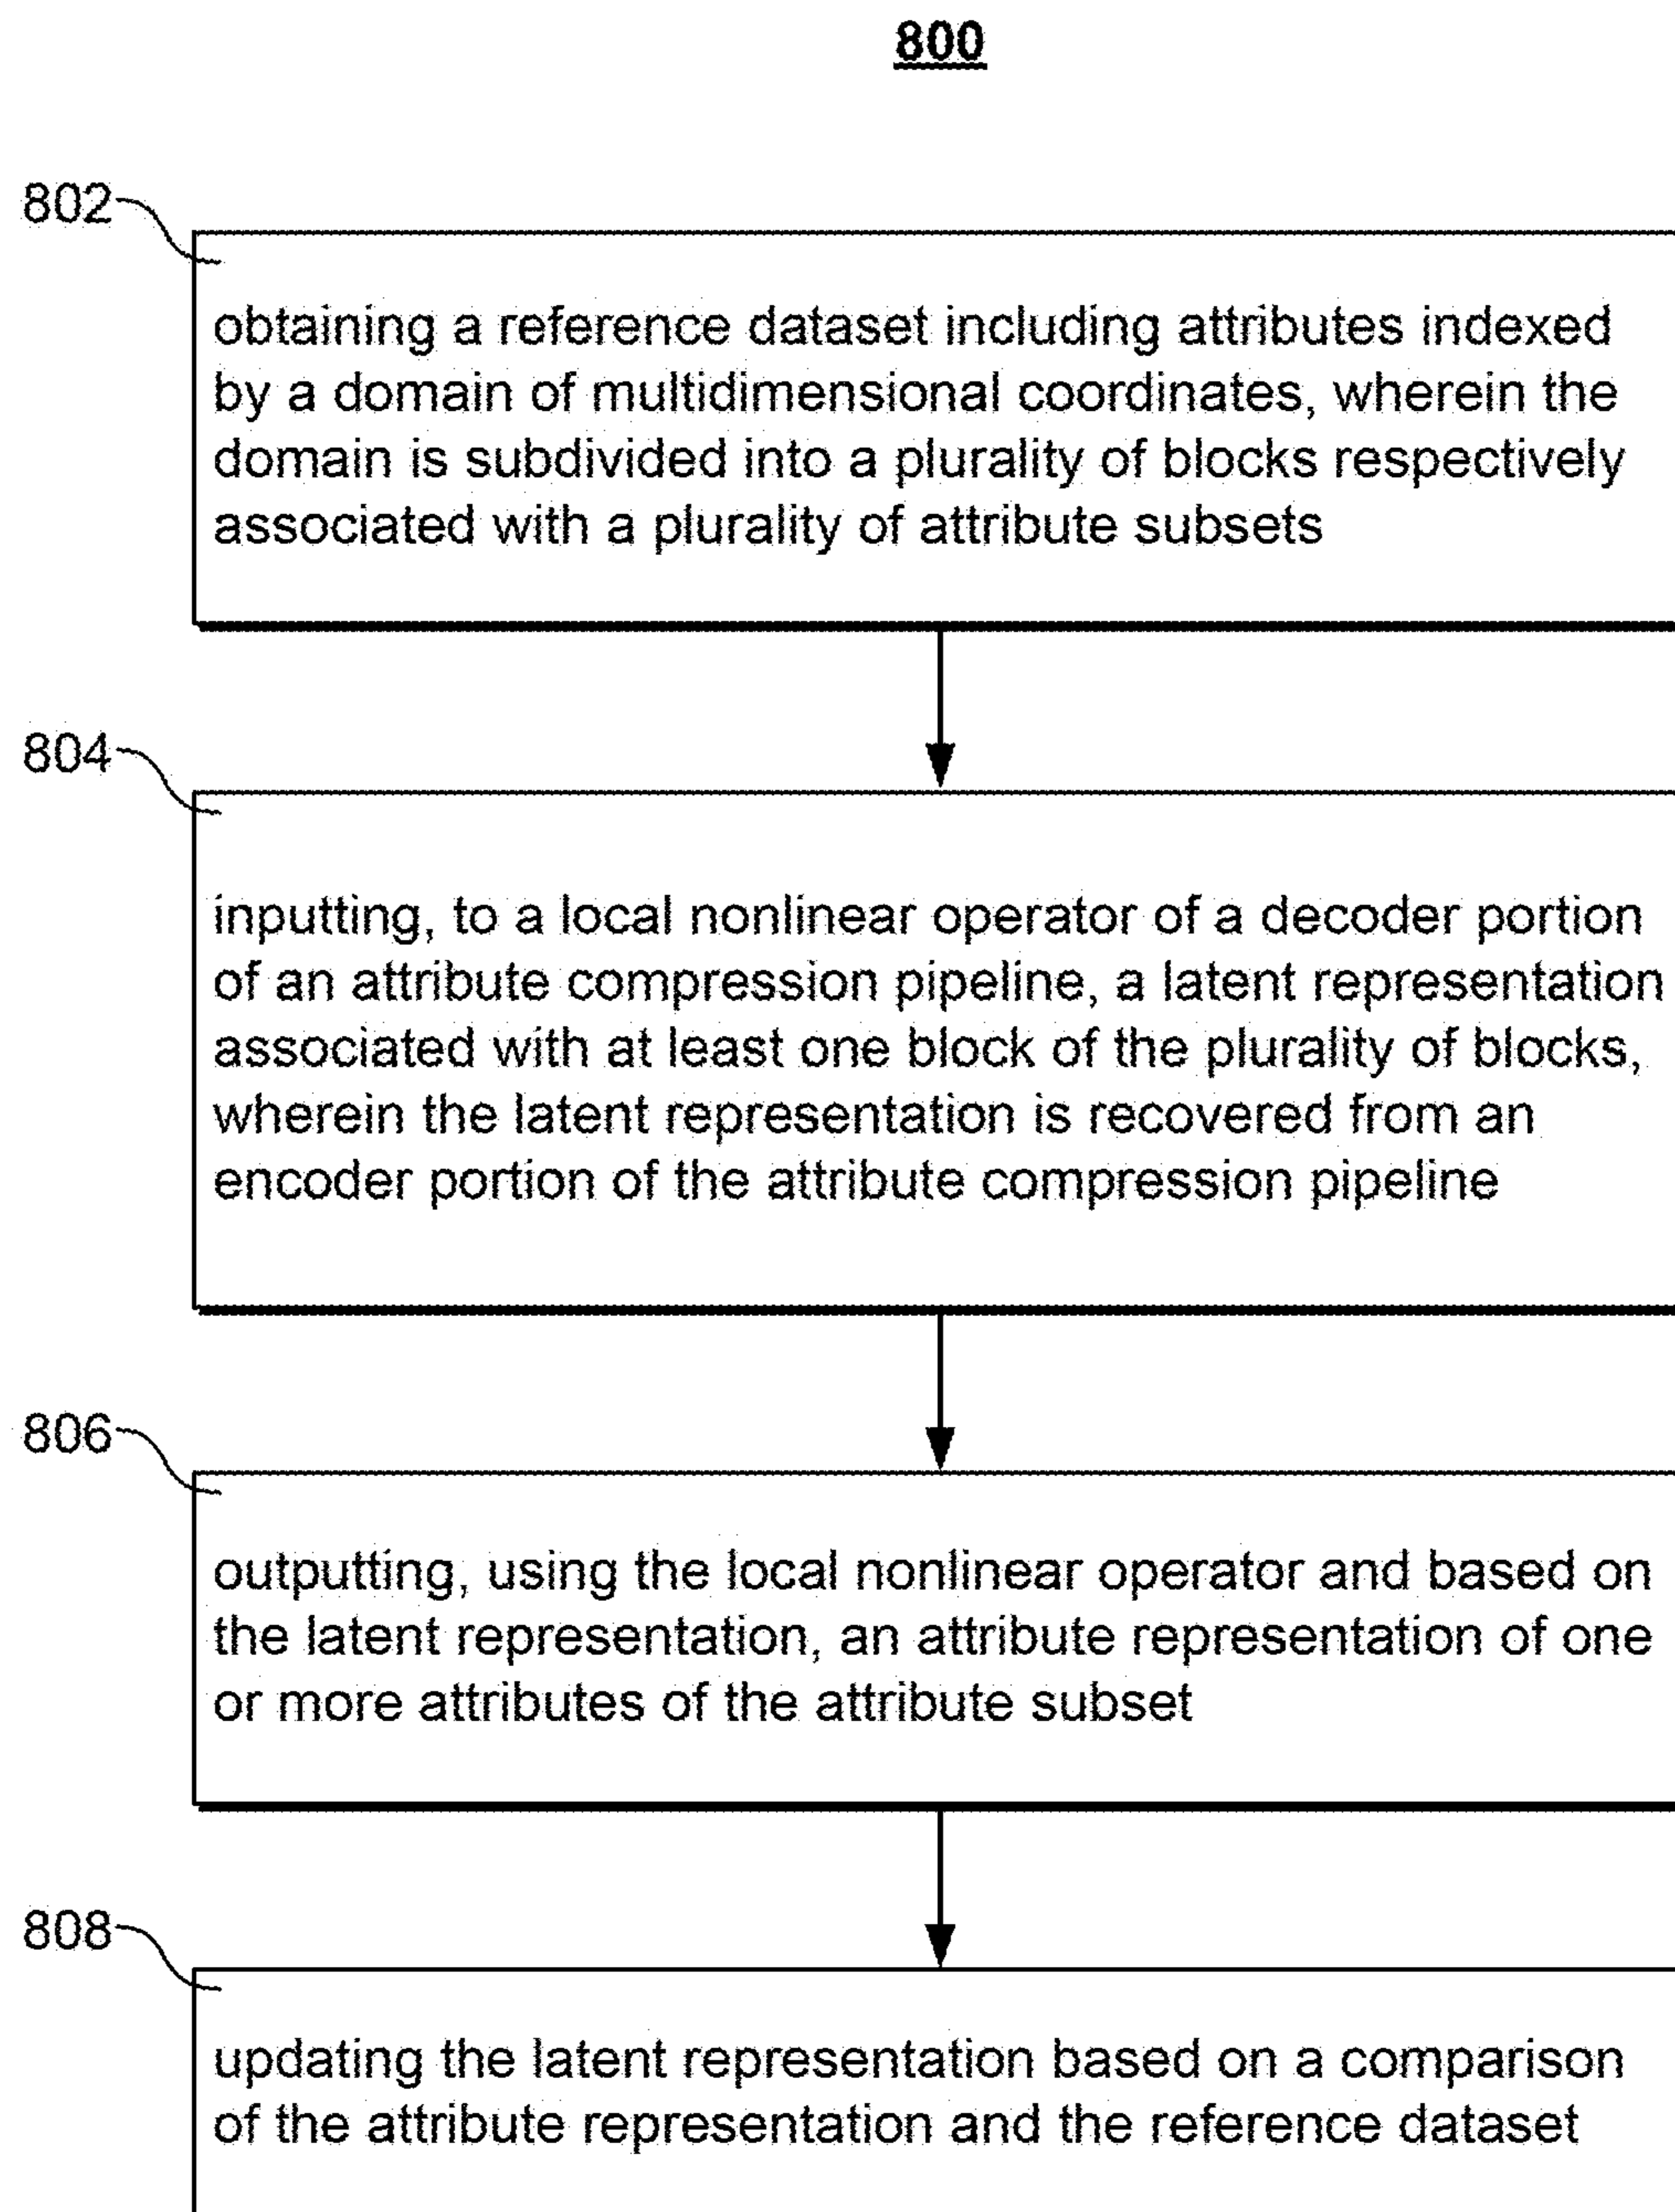 800
802
obtaining a reference dataset including attributes indexed
by a domain of multidimensional coordinates, wherein the
domain is subdivided into a plurality of blocks respectively
associated with a plurality of attribute subsets
804
inputting, to a local nonlinear operator of a decoder portion
of an attribute compression pipeline, a latent representation
associated with at least one block of the plurality of blocks,
wherein the latent representation is recovered from an
encoder portion of the attribute compression pipeline
806
outputting, using the local nonlinear operator and based on
the latent representation, an attribute representation of one
or more attributes of the attribute subset
808
updating the latent representation based on a comparison
of the attribute representation and the reference dataset